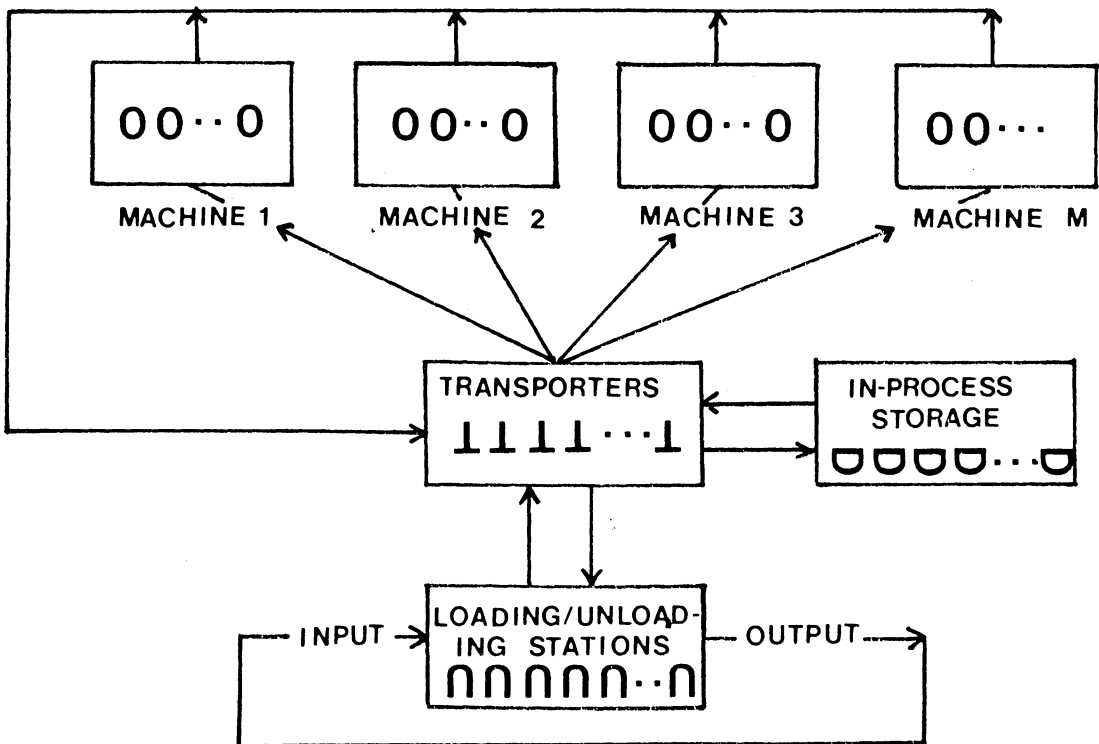 00··0
00··0
00··0
00···
MACHINE 1
MACHINE 2
MACHINE 3
MACHINE M
TRANSPORTERS
IN-PROCESS
STORAGE
INPUT
LOADING/UNLOAD-
ING STATIONS
OUTPUT